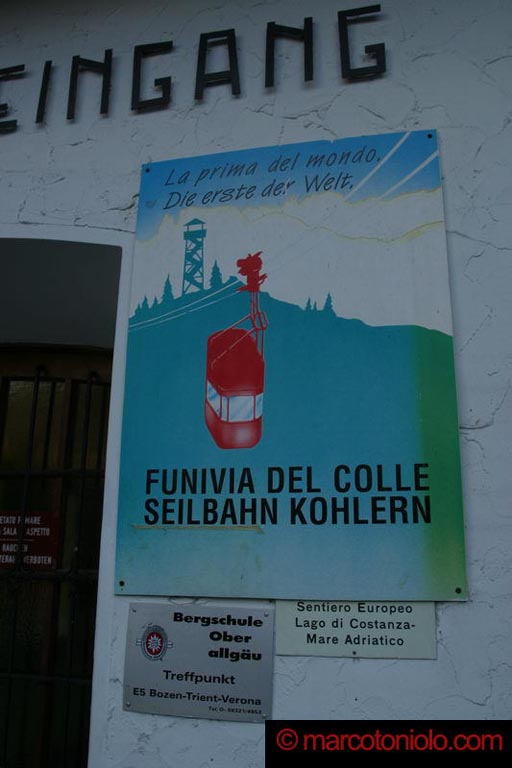 EINGANG
La prima del mondo.
Die erste der Welt.
FUNIVIA DEL COLLE
SEILBAHN KOHLERN
Bergschule
Ober
allgäu
Treffpunkt
E5 Bozen-Trient-Verona
Sentiero Europeo
Lago di Costanza-
Mare Adriatico
© marcotoniolo.com